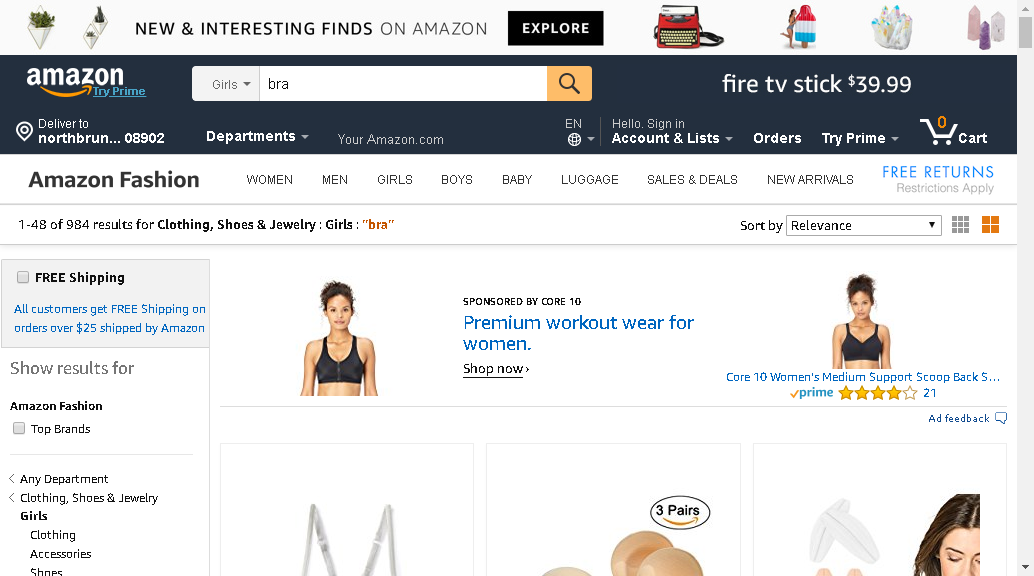 NEW & INTERESTING FINDS ON AMAZON EXPLORE
amazon
Try Prime
Girls bra
fire tv stick $39.99
Deliver to
northbrun... 08902
Departments
Your Amazon.com
EN
Hello. Sign in
Account & Lists
Orders
Try Prime
0
Cart
Amazon Fashion
WOMEN MEN GIRLS BOYS BABY LUGGAGE SALES & DEALS NEW ARRIVALS
FREE RETURNS
Restrictions Apply
1-48 of 984 results for Clothing, Shoes & Jewelry : Girls : "bra"
Sort by Relevance
FREE Shipping
All customers get FREE Shipping on
orders over $25 shipped by Amazon
Show results for
Amazon Fashion
Top Brands
Any Department
Clothing, Shoes & Jewelry
Girls
Clothing
Accessories
Shoes
SPONSORED BY CORE 10
Premium workout wear for
women.
Shop now ›
Core 10 Women's Medium Support Scoop Back S...
prime 21
Ad feedback
3 Pairs